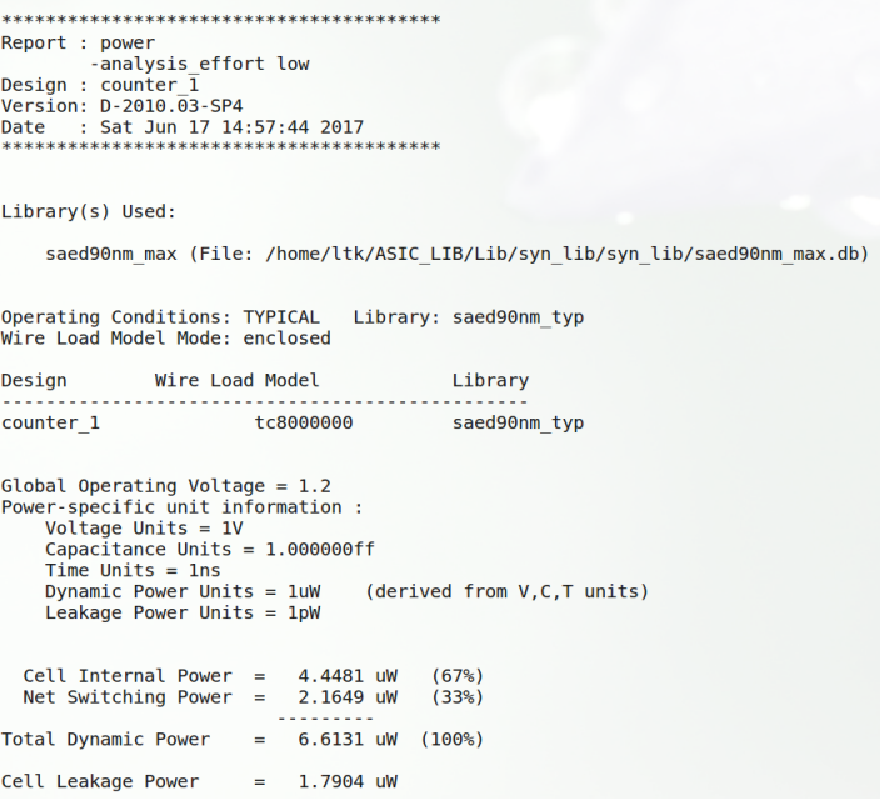 ****************************************
Report : power
        -analysis_effort low
Design : counter_1
Version: D-2010.03-SP4
Date   : Sat Jun 17 14:57:44 2017
****************************************
Library(s) Used:
    saed90nm_max (File: /home/ltk/ASIC_LIB/Lib/syn_lib/syn_lib/saed90nm_max.db)
Operating Conditions: TYPICAL   Library: saed90nm_typ
Wire Load Model Mode: enclosed
Design        Wire Load Model            Library
------------------------------------------------
counter_1              tc8000000         saed90nm_typ
Global Operating Voltage = 1.2
Power-specific unit information :
    Voltage Units = 1V
    Capacitance Units = 1.000000ff
    Time Units = 1ns
    Dynamic Power Units = 1uW    (derived from V,C,T units)
    Leakage Power Units = 1pW
  Cell Internal Power  =   4.4481 uW   (67%)
  Net Switching Power  =   2.1649 uW   (33%)
                         ---------
Total Dynamic Power    =   6.6131 uW  (100%)
Cell Leakage Power     =   1.7904 uW